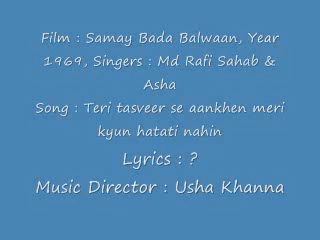 Film : Samay Bada Balwaan, Year
1969, Singers : Md Rafi Sahab &
Asha
Song : Teri tasveer se aankhen meri
kyun hatati nahin
Lyrics : ?
Music Director : Usha Khanna